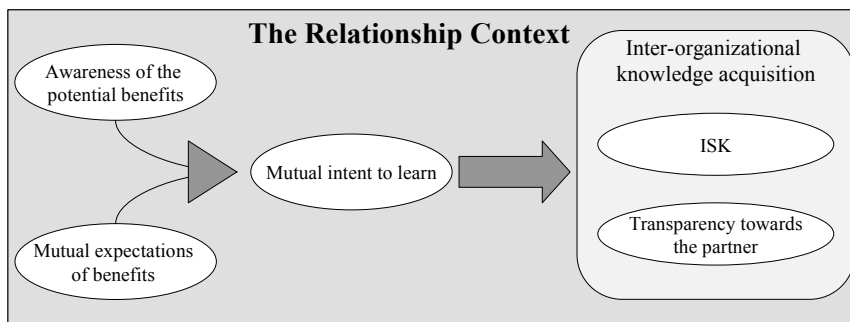 The Relationship Context
Awareness of the
potential benefits
Mutual expectations
of benefits
Mutual intent to learn
Inter-organizational
knowledge acquisition
ISK
Transparency towards
the partner